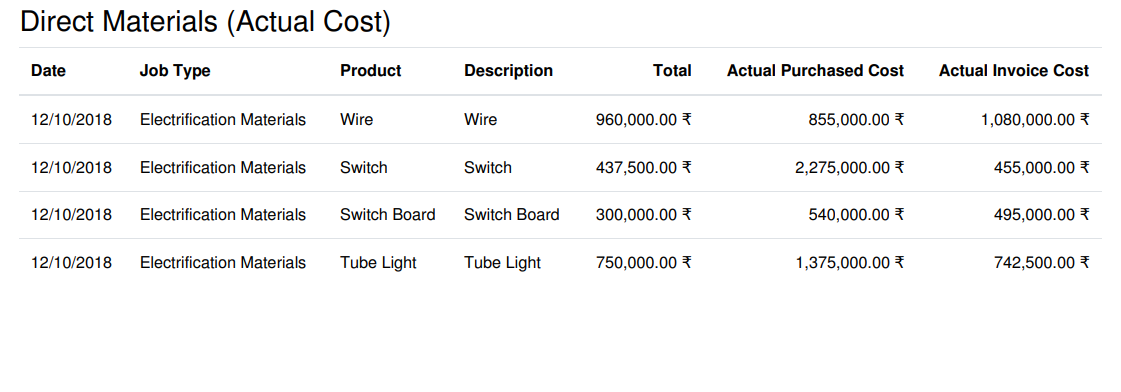 Direct Materials (Actual Cost)
Date Job Type Product Description Total Actual Purchased Cost Actual Invoice Cost
12/10/2018 Electrification Materials Wire Wire 960,000.00 ₹ 855,000.00 ₹ 1,080,000.00 ₹
12/10/2018 Electrification Materials Switch Switch 437,500.00 ₹ 2,275,000.00 ₹ 455,000.00 ₹
12/10/2018 Electrification Materials Switch Board Switch Board 300,000.00 ₹ 540,000.00 ₹ 495,000.00 ₹
12/10/2018 Electrification Materials Tube Light Tube Light 750,000.00 ₹ 1,375,000.00 ₹ 742,500.00 ₹